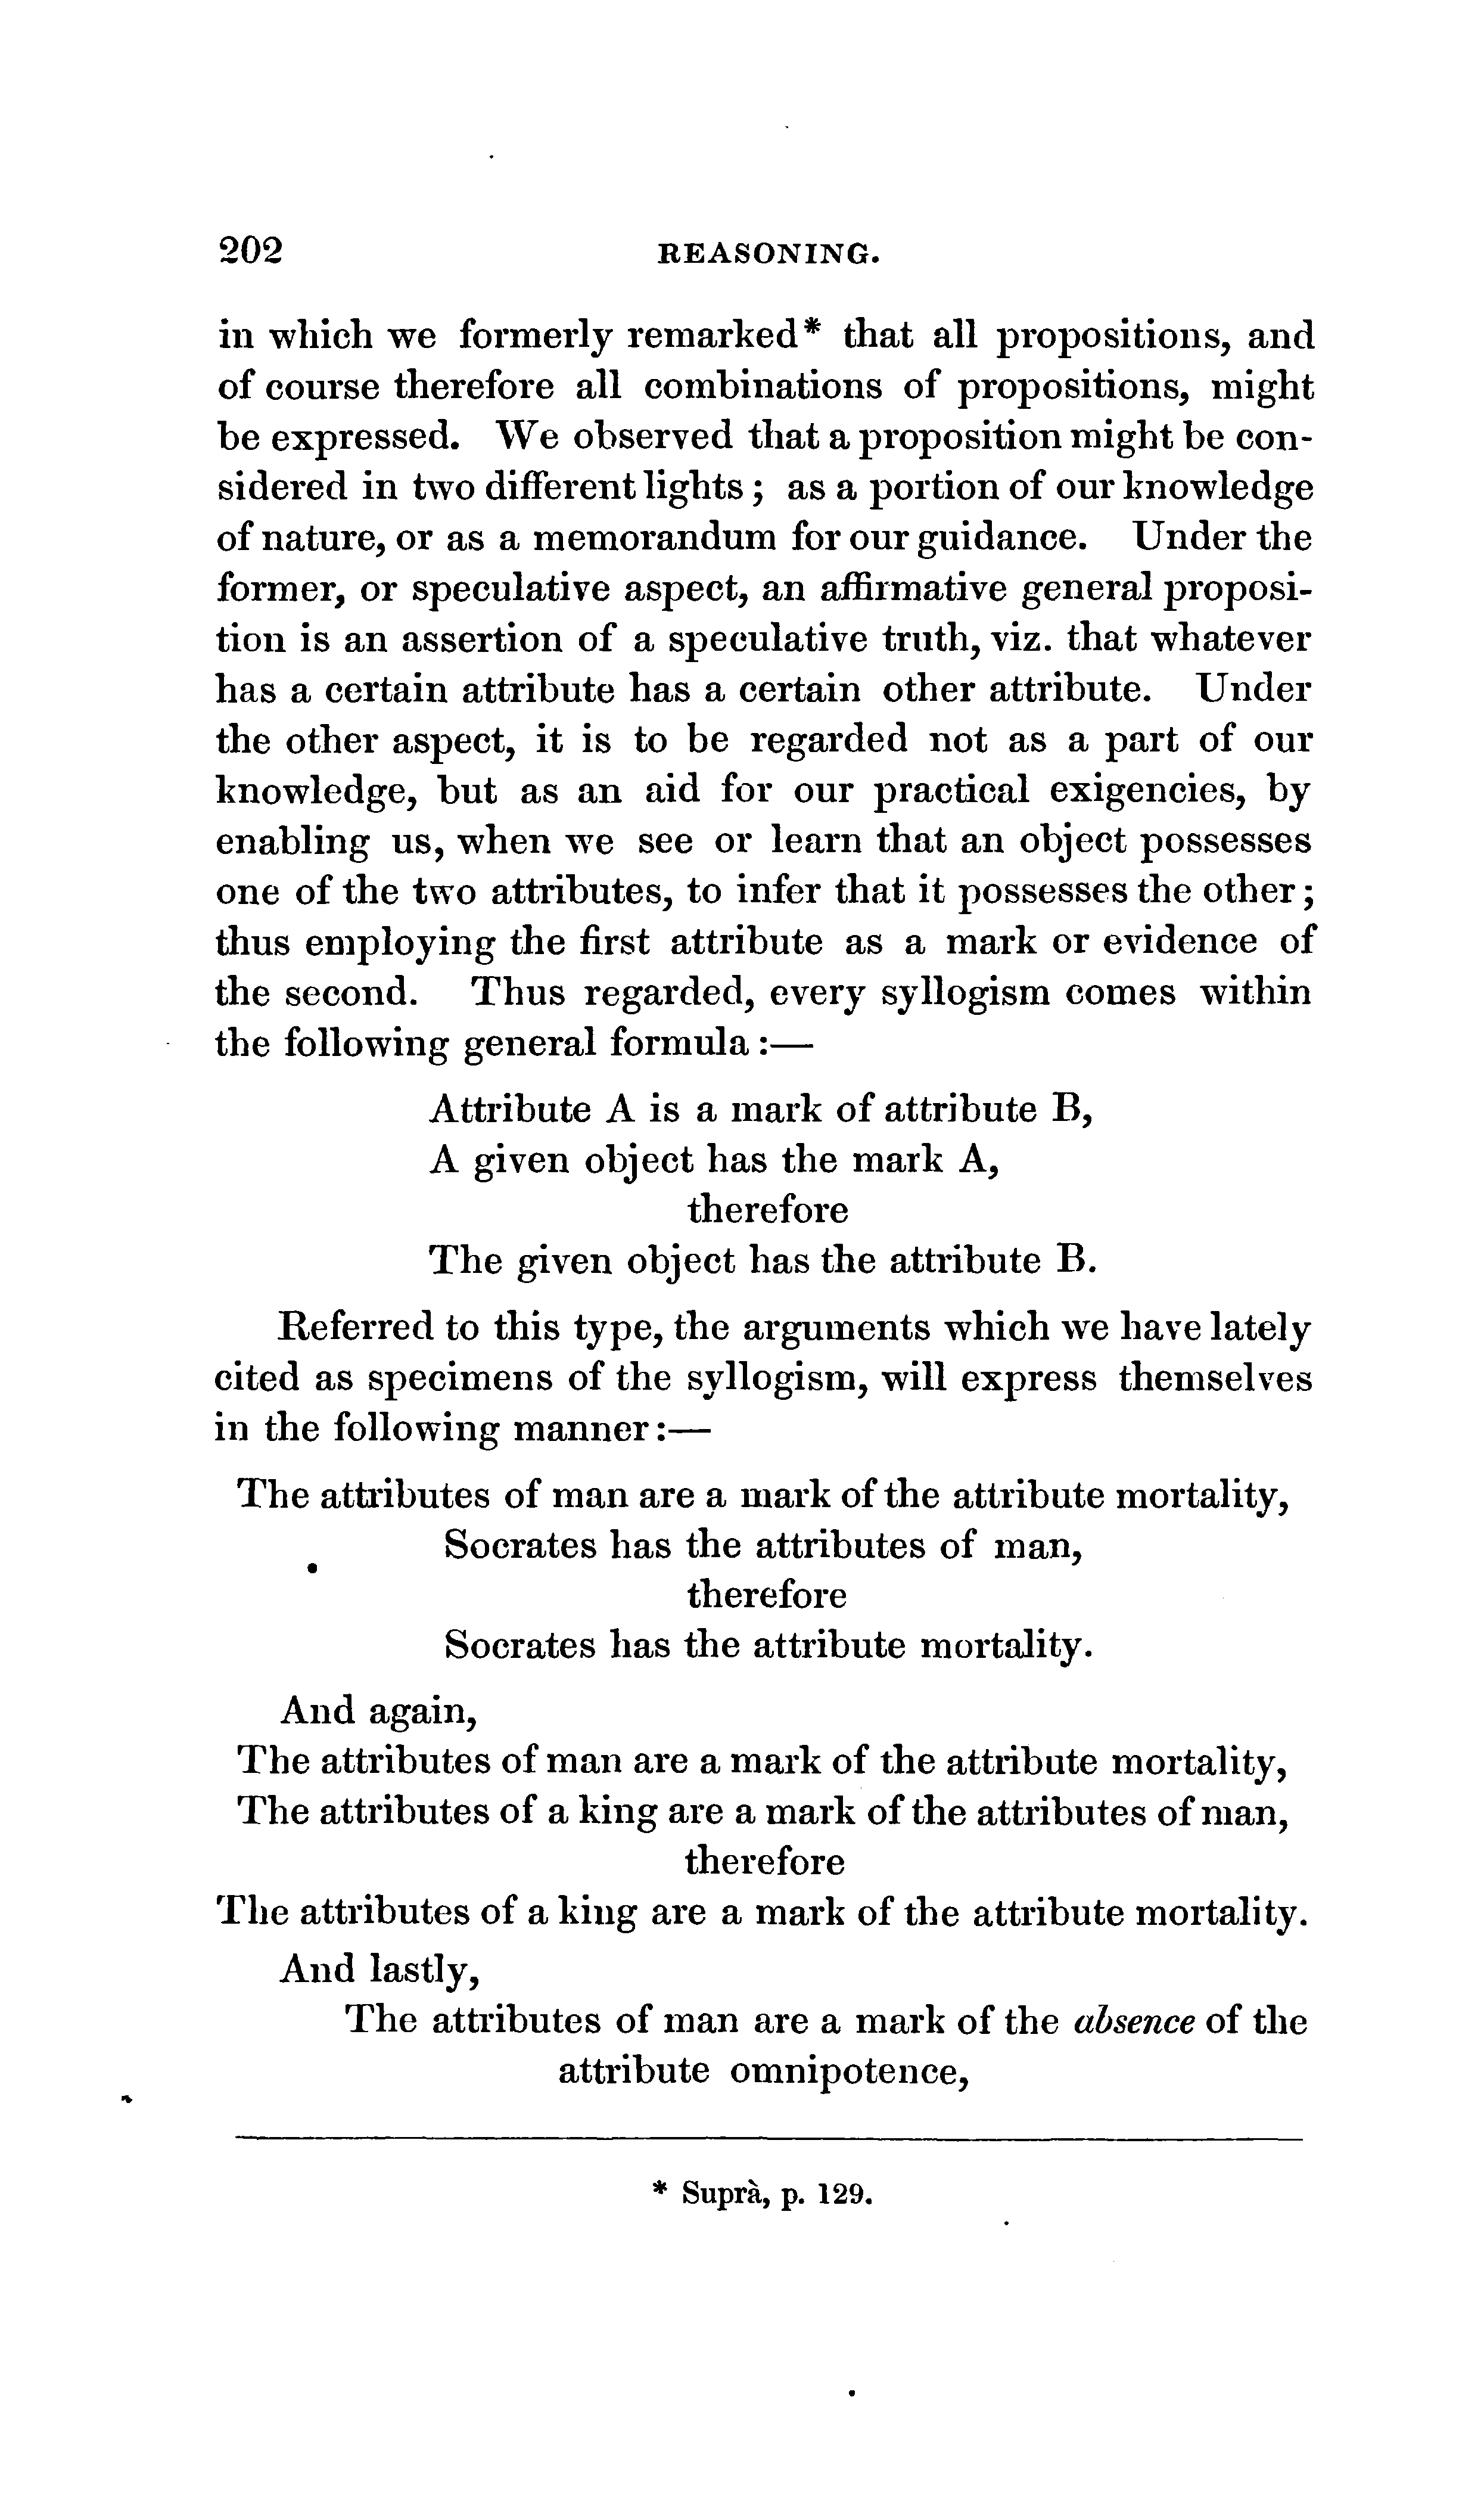 202 REASONING.
in which we formerly remarked* that all propositions, and
of course therefore all combinations of propositions, might
be expressed. We observed that a proposition might be con-
sidered in two different lights; as a portion of our knowledge
of nature, or as a memorandum for our guidance. Under the
former, or speculative aspect, an affirmative general proposi-
tion is an assertion of a speculative truth, viz. that whatever
has a certain attribute has a certain other attribute. Under
the other aspect, it is to be regarded not as a part of our
knowledge, but as an aid for our practical exigencies, by
enabling us, when we see or learn that an object possesses
one of the two attributes, to infer that it possesses the other;
thus employing the first attribute as a mark or evidence of
the second. Thus regarded, every syllogism comes within
the following general formula:—
Attribute A is a mark of attribute B,
A given object has the mark A,
therefore
The given object has the attribute B.
Referred to this type, the arguments which we have lately
cited as specimens of the syllogism, will express themselves
in the following manner:—
The attributes of man are a mark of the attribute mortality,
Socrates has the attributes of man,
therefore
Socrates has the attribute mortality.
And again,
The attributes of man are a mark of the attribute mortality,
The attributes of a king are a mark of the attributes of man,
therefore
The attributes of a king are a mark of the attribute mortality.
And lastly,
The attributes of man are a mark of the absence of the
attribute omnipotence,
* Suprà, p. 129.